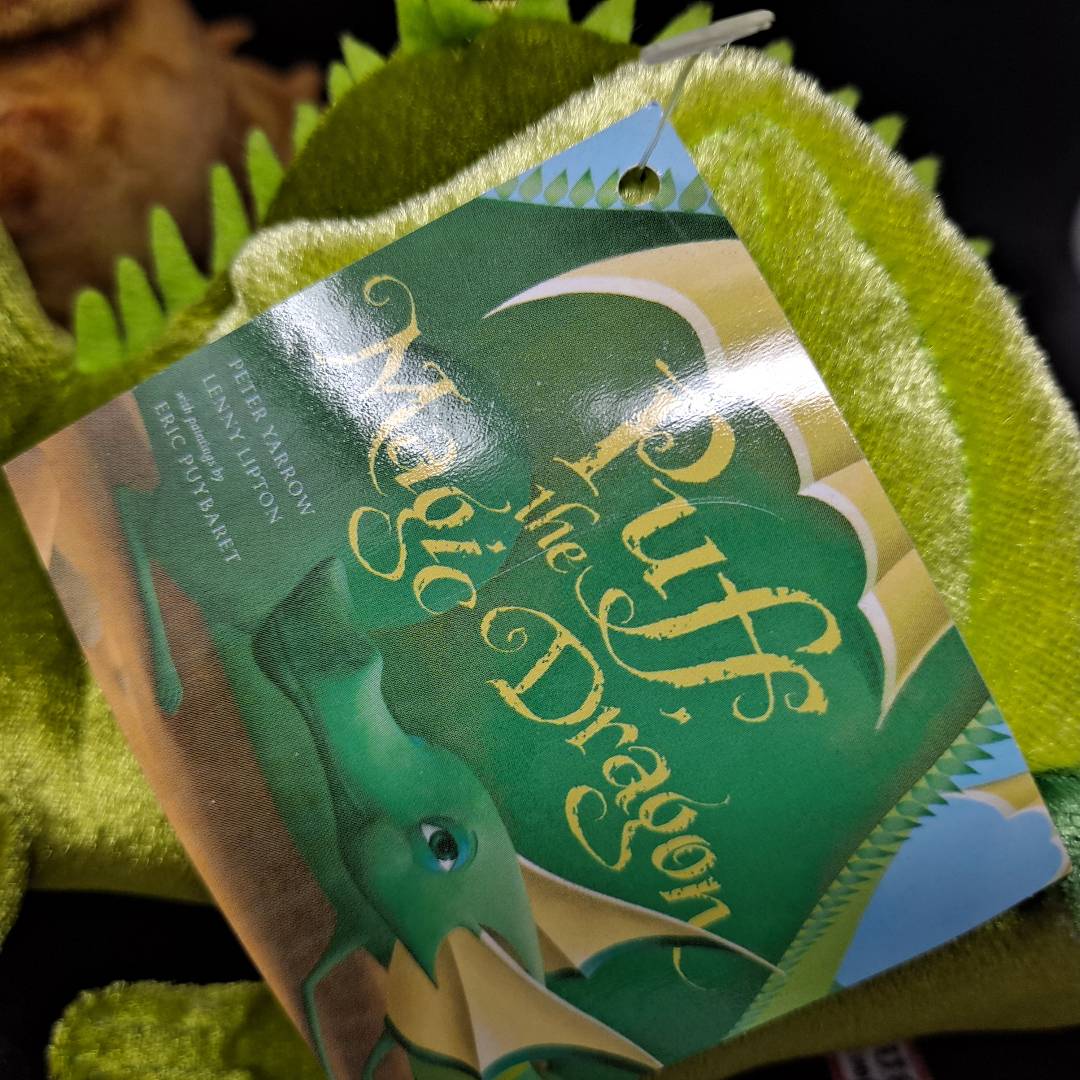 Puff
the
Magic Dragon
PETER YARROW
LENNY LIPTON
with paintings by
ERIC PUYBARET